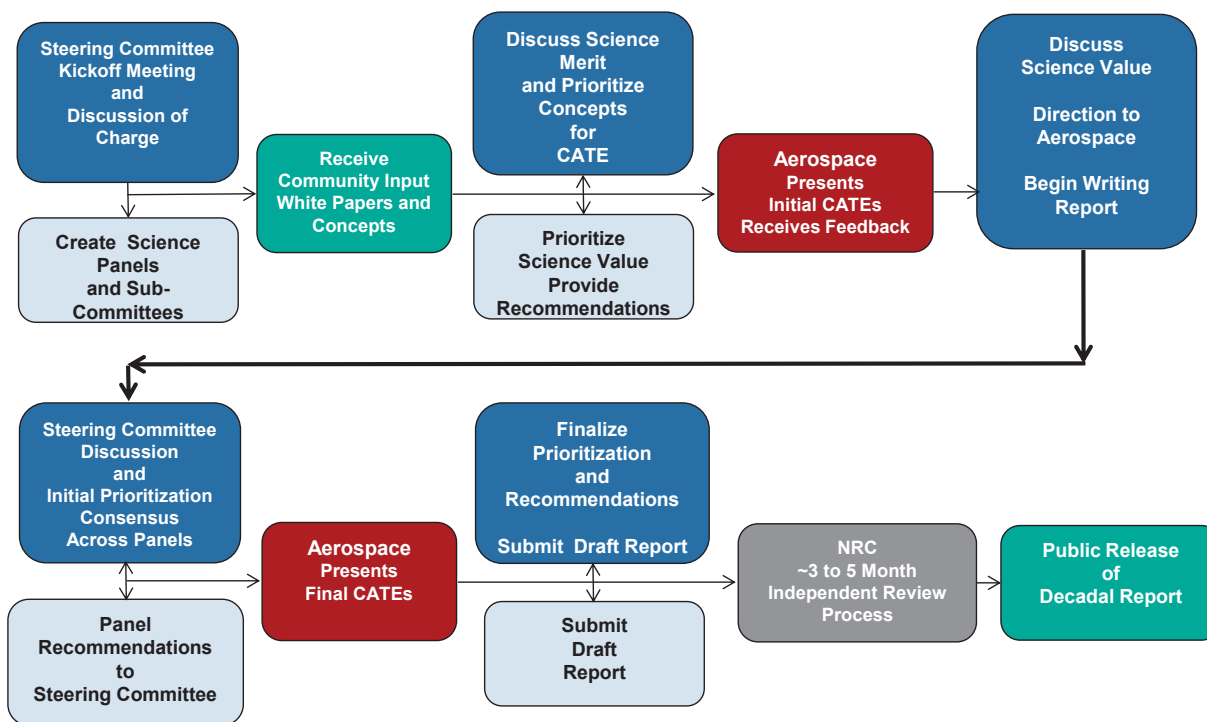 Steering Committee
Kickoff Meeting
and
Discussion of
Charge
Create Science
Panels
and Sub-
Committees
Receive
Community Input
White Papers and
Concepts
Discuss Science
Merit
and Prioritize
Concepts
for
CATE
Prioritize
Science Value
Provide
Recommendations
Aerospace
Presents
Initial CATEs
Receives Feedback
Discuss
Science Value
Direction to
Aerospace
Begin Writing
Report
Steering Committee
Discussion
and
Initial Prioritization
Consensus
Across Panels
Panel
Recommendations
to
Steering Committee
Aerospace
Presents
Final CATEs
Finalize
Prioritization
and
Recommendations
Submit Draft Report
Submit
Draft
Report
NRC
~3 to 5 Month
Independent Review
Process
Public Release
of
Decadal Report